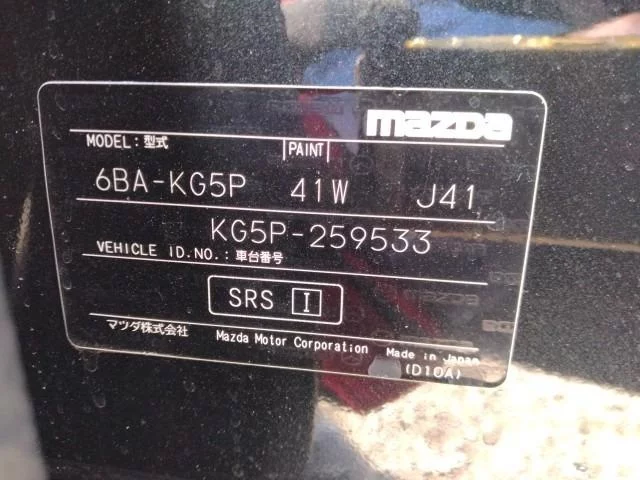 mazda
MODEL:型式 PAINT
6BA-KG5P 41W J41
KG5P-259533
VEHICLE ID.NO.:車台番号
SRS I
マツダ株式会社 Mazda Motor Corporation Made in Japan
(D10A)